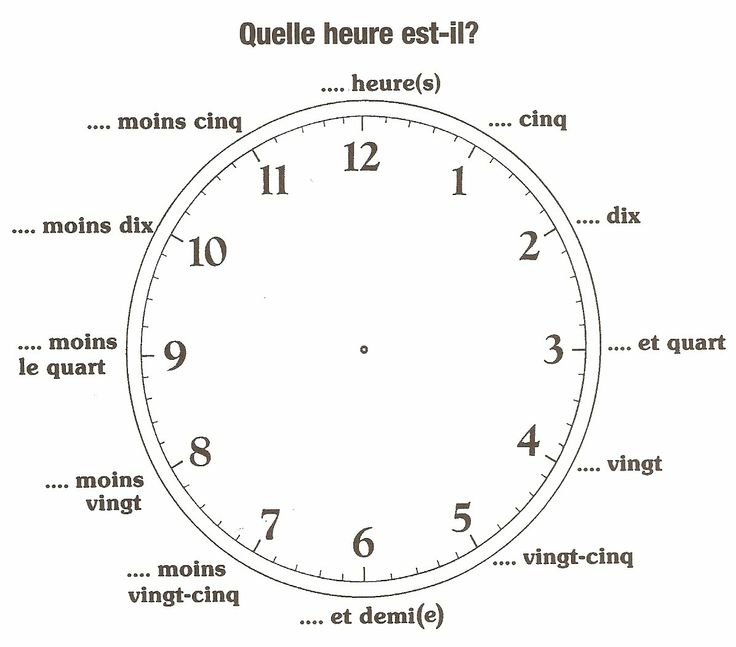 Quelle heure est-il?
.... heure(s)
.... moins cinq
.... cinq
.... moins dix
.... dix
.... moins
le quart
.... et quart
.... moins
vingt
.... vingt
.... moins
vingt-cinq
.... vingt-cinq
.... et demi(e)
12
1
2
3
4
5
6
7
8
9
10
11